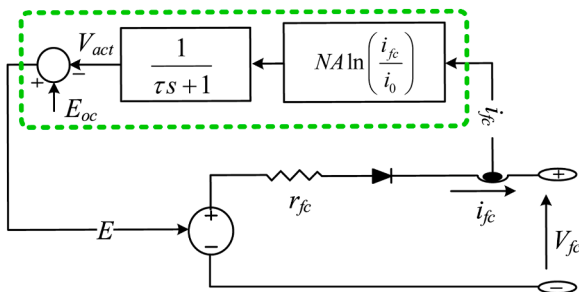 V_act
1
τs+1
NA ln(i_fc/i_0)
+
−
E_oc
i_fc
E
+
−
r_fc
i_fc
+
V_fc
−